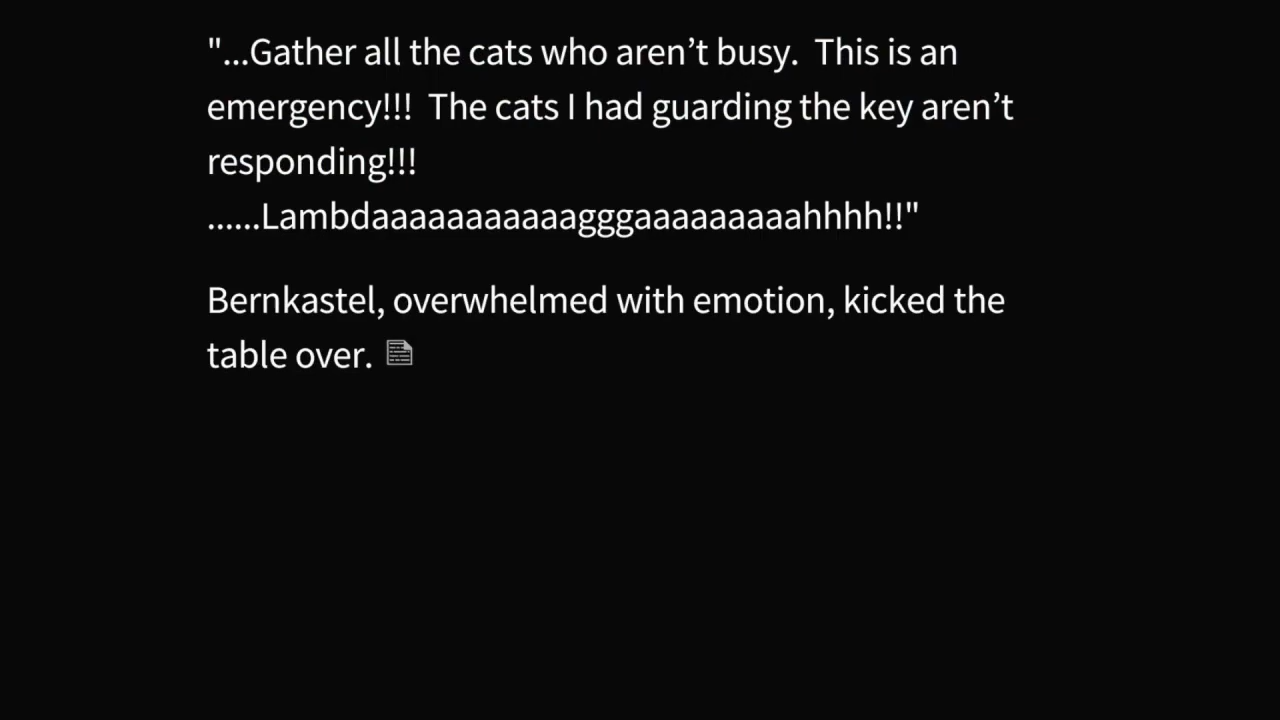 "...Gather all the cats who aren’t busy.  This is an
emergency!!!  The cats I had guarding the key aren’t
responding!!!
......Lambdaaaaaaaaaaagggaaaaaaaaahhhh!!"
Bernkastel, overwhelmed with emotion, kicked the
table over.